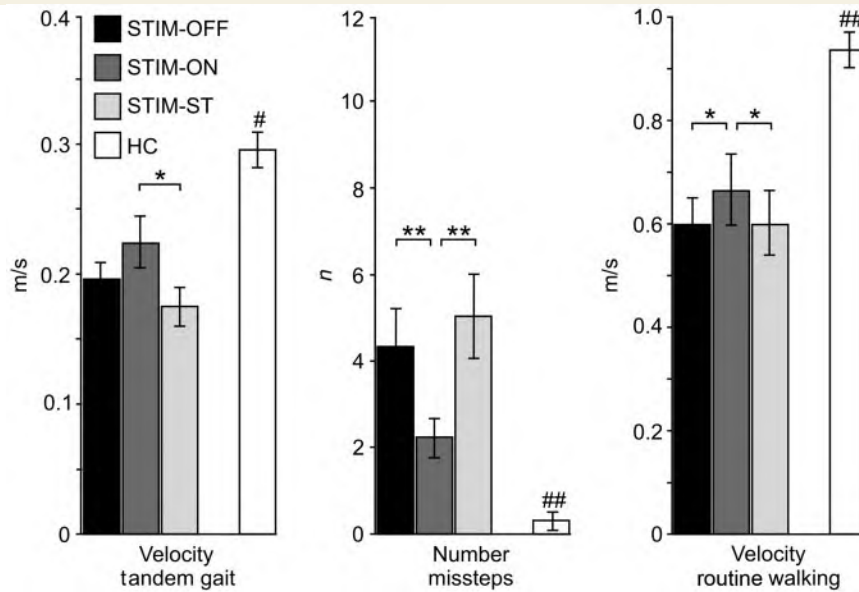 0.4
0.3
0.2
0.1
0
m/s
STIM-OFF
STIM-ON
STIM-ST
HC
*
#
Velocity
tandem gait
12
10
8
6
4
2
0
n
**
**
##
Number
missteps
1.0
0.8
0.6
0.4
0.2
0
m/s
*
*
##
Velocity
routine walking